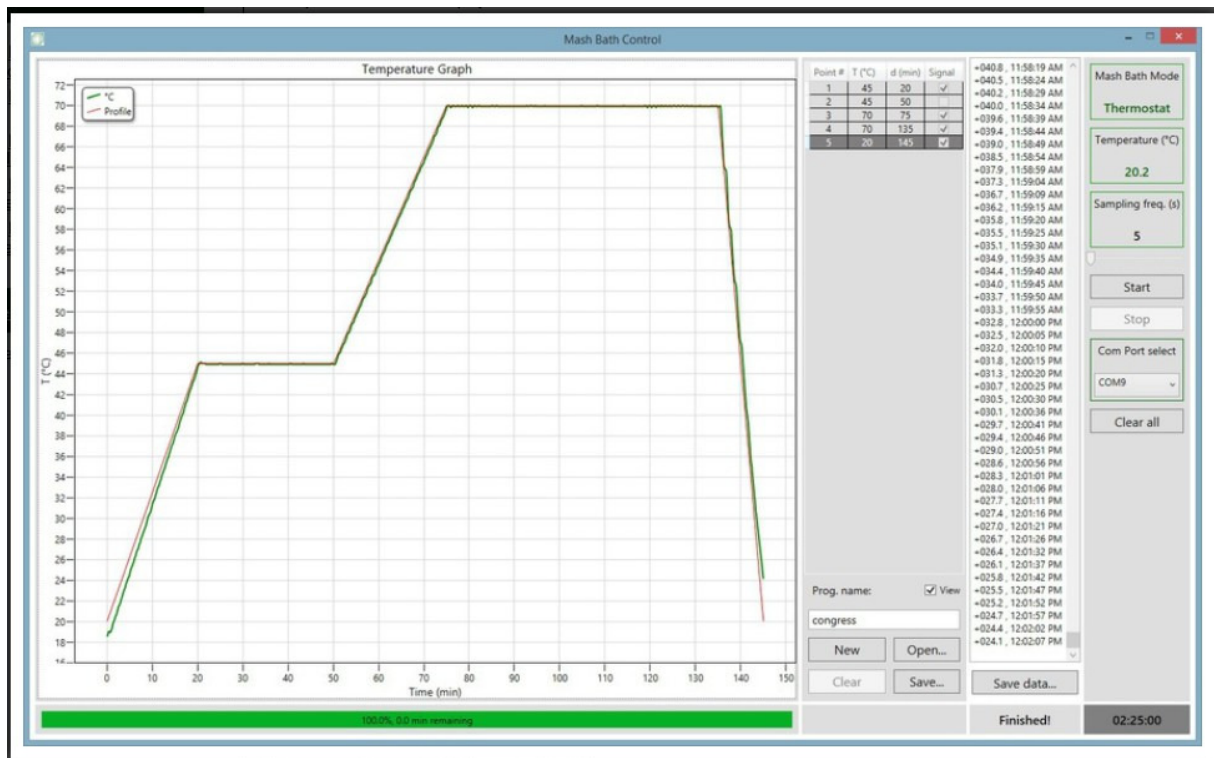 Mash Bath Control
Temperature Graph
°C
Profile
72
70
68
66
64
62
60
58
56
54
52
50
48
46
44
42
40
38
36
34
32
30
28
26
24
22
20
18
16
T (°C)
0 10 20 30 40 50 60 70 80 90 100 110 120 130 140 150
Time (min)
100.0%, 0.0 min remaining
Point # T (°C) d (min) Signal
1 45 20
2 45 50
3 70 75
4 70 135
5 20 145
Prog. name: View
congress
New Open...
Clear Save...
+040.8 , 11:58:19 AM
+040.5 , 11:58:24 AM
+040.2 , 11:58:29 AM
+040.0 , 11:58:34 AM
+039.6 , 11:58:39 AM
+039.4 , 11:58:44 AM
+039.0 , 11:58:49 AM
+038.5 , 11:58:54 AM
+037.9 , 11:58:59 AM
+037.3 , 11:59:04 AM
+036.7 , 11:59:09 AM
+036.2 , 11:59:15 AM
+035.8 , 11:59:20 AM
+035.5 , 11:59:25 AM
+035.1 , 11:59:30 AM
+034.9 , 11:59:35 AM
+034.4 , 11:59:40 AM
+034.0 , 11:59:45 AM
+033.7 , 11:59:50 AM
+033.3 , 11:59:55 AM
+032.8 , 12:00:00 PM
+032.5 , 12:00:05 PM
+032.0 , 12:00:10 PM
+031.8 , 12:00:15 PM
+031.3 , 12:00:20 PM
+030.7 , 12:00:25 PM
+030.5 , 12:00:30 PM
+030.1 , 12:00:36 PM
+029.7 , 12:00:41 PM
+029.4 , 12:00:46 PM
+029.0 , 12:00:51 PM
+028.6 , 12:00:56 PM
+028.3 , 12:01:01 PM
+028.0 , 12:01:06 PM
+027.7 , 12:01:11 PM
+027.4 , 12:01:16 PM
+027.0 , 12:01:21 PM
+026.7 , 12:01:26 PM
+026.4 , 12:01:32 PM
+026.1 , 12:01:37 PM
+025.8 , 12:01:42 PM
+025.5 , 12:01:47 PM
+025.2 , 12:01:52 PM
+024.7 , 12:01:57 PM
+024.4 , 12:02:02 PM
+024.1 , 12:02:07 PM
Save data...
Finished!
Mash Bath Mode
Thermostat
Temperature (°C)
20.2
Sampling freq. (s)
5
Start
Stop
Com Port select
COM9
Clear all
02:25:00